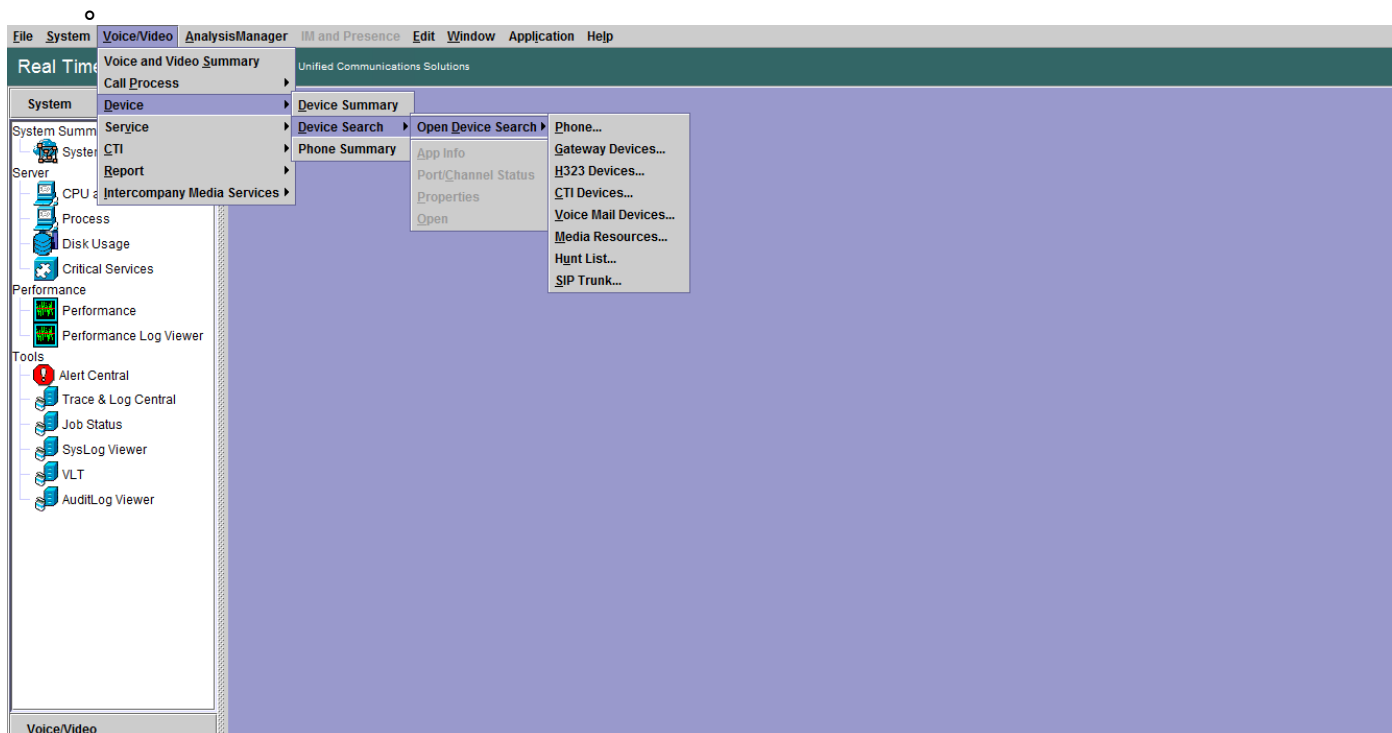 File System Voice/Video AnalysisManager IM and Presence Edit Window Application Help
Real Time
Unified Communications Solutions
Voice and Video Summary
Call Process
Device
Service
CTI
Report
Intercompany Media Services
Device Summary
Device Search
Phone Summary
Open Device Search
App Info
Port/Channel Status
Properties
Open
Phone...
Gateway Devices...
H323 Devices...
CTI Devices...
Voice Mail Devices...
Media Resources...
Hunt List...
SIP Trunk...
System
System Summ
Syster
Server
CPU a
Process
Disk Usage
Critical Services
Performance
Performance
Performance Log Viewer
Tools
Alert Central
Trace & Log Central
Job Status
SysLog Viewer
VLT
AuditLog Viewer
Voice/Video